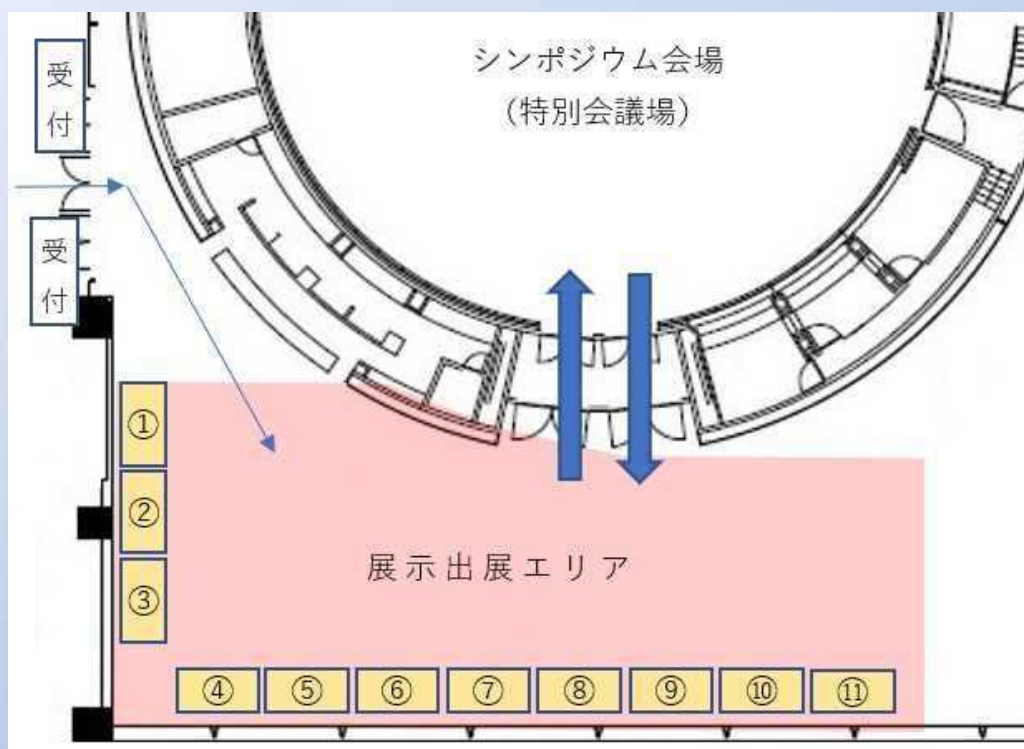 シンポジウム会場
（特別会議場）
受付
受付
①
②
③
展示出展エリア
④ ⑤ ⑥ ⑦ ⑧ ⑨ ⑩ ⑪